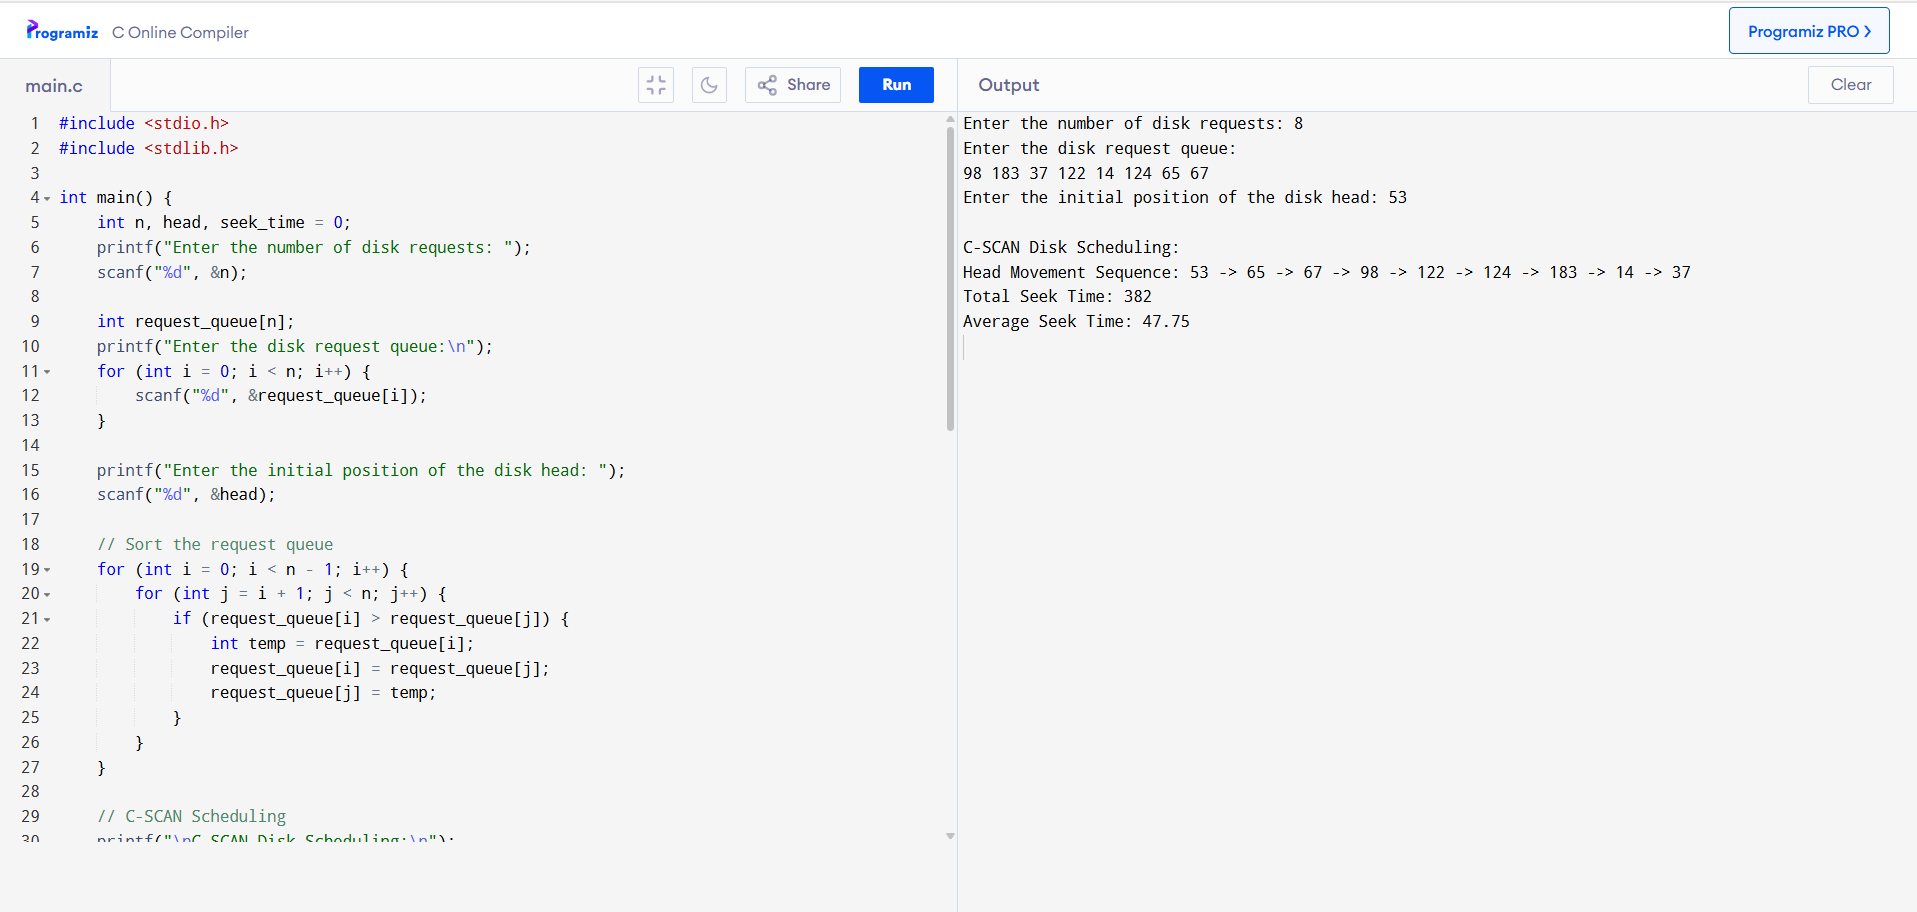 Programiz C Online Compiler Programiz PRO
main.c Share Run Output Clear
1 #include <stdio.h>
2 #include <stdlib.h>
3
4 int main() {
5     int n, head, seek_time = 0;
6     printf("Enter the number of disk requests: ");
7     scanf("%d", &n);
8
9     int request_queue[n];
10     printf("Enter the disk request queue:\n");
11     for (int i = 0; i < n; i++) {
12         scanf("%d", &request_queue[i]);
13     }
14
15     printf("Enter the initial position of the disk head: ");
16     scanf("%d", &head);
17
18     // Sort the request queue
19     for (int i = 0; i < n - 1; i++) {
20         for (int j = i + 1; j < n; j++) {
21             if (request_queue[i] > request_queue[j]) {
22                 int temp = request_queue[i];
23                 request_queue[i] = request_queue[j];
24                 request_queue[j] = temp;
25             }
26         }
27     }
28
29     // C-SCAN Scheduling
30     printf("\nC-SCAN Disk Scheduling:\n");
Enter the number of disk requests: 8
Enter the disk request queue:
98 183 37 122 14 124 65 67
Enter the initial position of the disk head: 53
C-SCAN Disk Scheduling:
Head Movement Sequence: 53 -> 65 -> 67 -> 98 -> 122 -> 124 -> 183 -> 14 -> 37
Total Seek Time: 382
Average Seek Time: 47.75